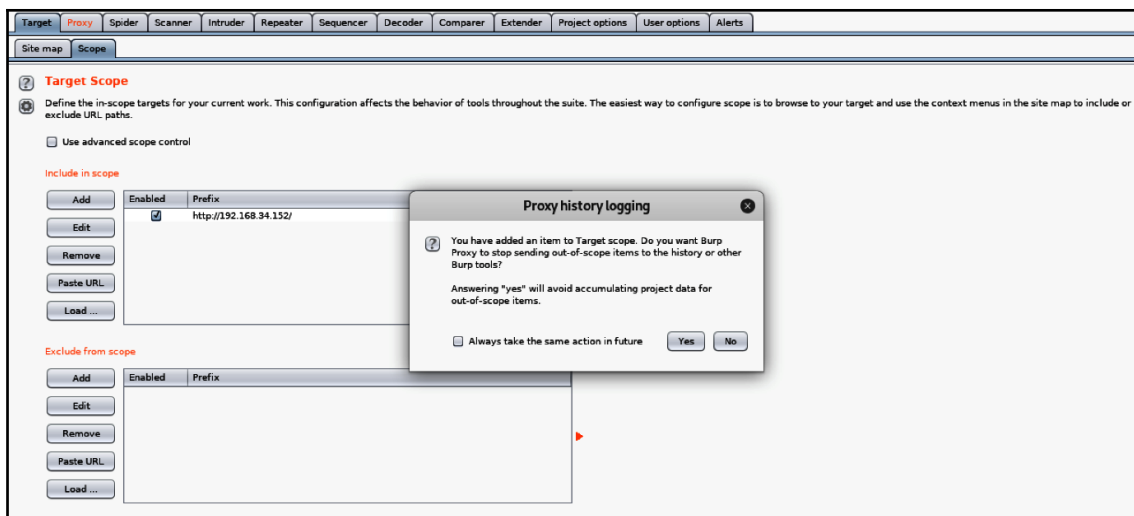 Target Proxy Spider Scanner Intruder Repeater Sequencer Decoder Comparer Extender Project options User options Alerts
Site map Scope
? Target Scope
Define the in-scope targets for your current work. This configuration affects the behavior of tools throughout the suite. The easiest way to configure scope is to browse to your target and use the context menus in the site map to include or
exclude URL paths.
Use advanced scope control
Include in scope
Add
Edit
Remove
Paste URL
Load ...
Enabled Prefix
http://192.168.34.152/
Proxy history logging
? You have added an item to Target scope. Do you want Burp
Proxy to stop sending out-of-scope items to the history or other
Burp tools?
Answering "yes" will avoid accumulating project data for
out-of-scope items.
Always take the same action in future Yes No
Exclude from scope
Add
Edit
Remove
Paste URL
Load ...
Enabled Prefix